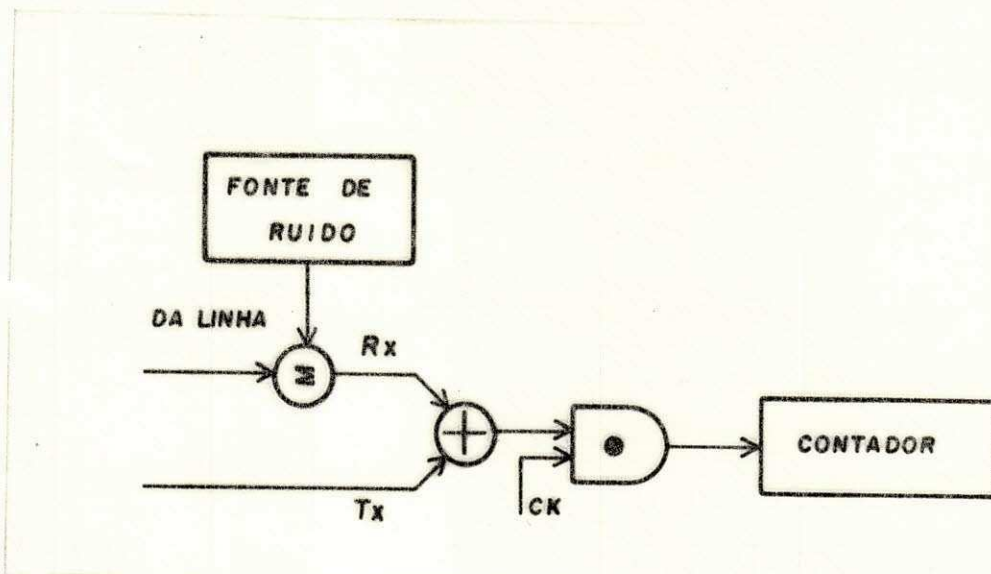 FONTE DE
RUIDO
DA LINHA
Rx
Σ
Tx
CK
CONTADOR